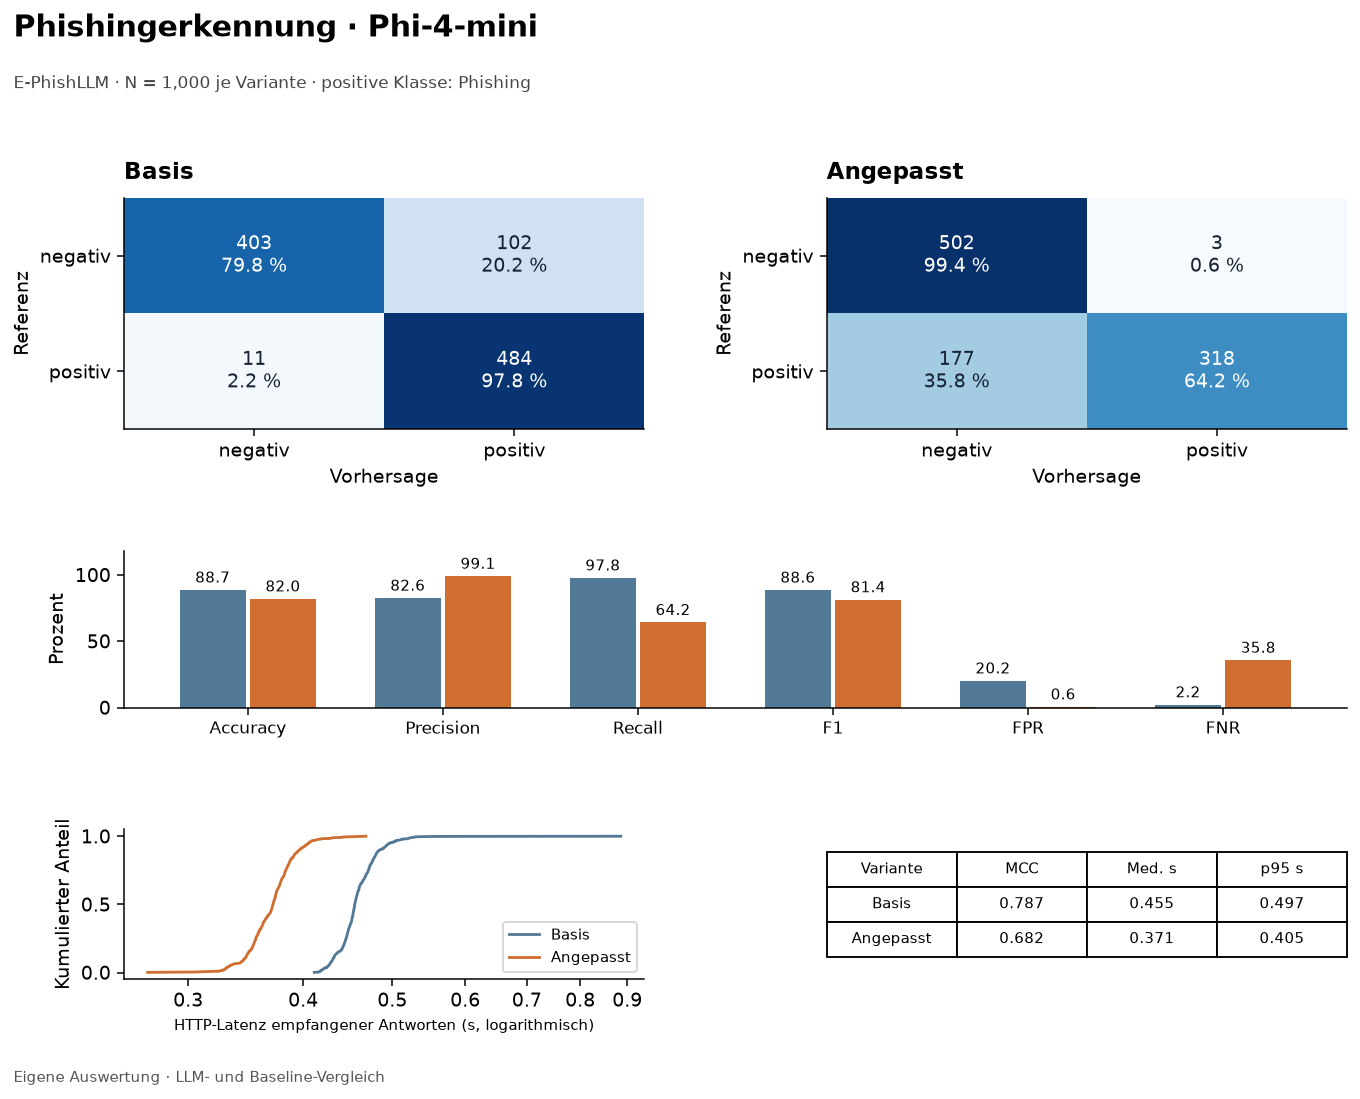 Phishingerkennung · Phi-4-mini
E-PhishLLM · N = 1,000 je Variante · positive Klasse: Phishing
Basis
Referenz
negativ
403
79.8 %
102
20.2 %
positiv
11
2.2 %
484
97.8 %
negativ
positiv
Vorhersage
Angepasst
Referenz
negativ
502
99.4 %
3
0.6 %
positiv
177
35.8 %
318
64.2 %
negativ
positiv
Vorhersage
Prozent
100
50
0
88.7
82.0
82.6
99.1
97.8
64.2
88.6
81.4
20.2
0.6
2.2
35.8
Accuracy
Precision
Recall
F1
FPR
FNR
Kumulierter Anteil
1.0
0.5
0.0
Basis
Angepasst
0.3
0.4
0.5
0.6
0.7
0.8
0.9
HTTP-Latenz empfangener Antworten (s, logarithmisch)
Variante MCC Med. s p95 s
Basis 0.787 0.455 0.497
Angepasst 0.682 0.371 0.405
Eigene Auswertung · LLM- und Baseline-Vergleich